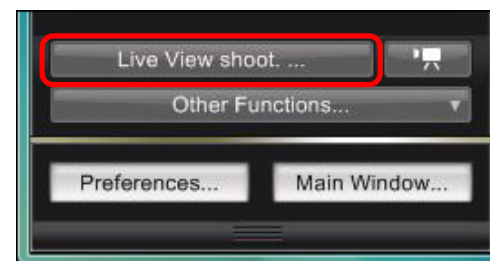 Live View shoot. ...
Other Functions...
Preferences... Main Window...